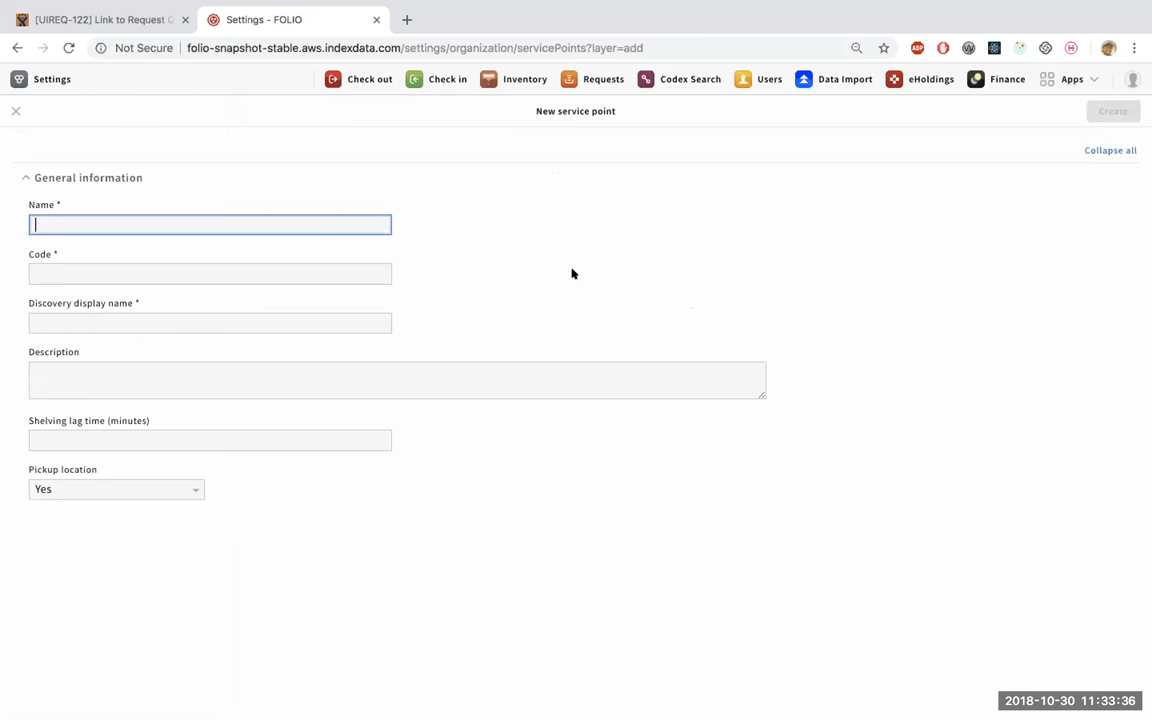 [UIREQ-122] Link to Request
Settings - FOLIO
Not Secure
folio-snapshot-stable.aws.indexdata.com/settings/organization/servicePoints?layer=add
ABP
Settings
Check out
Check in
Inventory
Requests
Codex Search
Users
Data Import
eHoldings
Finance
Apps
New service point
Create
Collapse all
General information
Name *
Code *
Discovery display name *
Description
Shelving lag time (minutes)
Pickup location
Yes
2018-10-30 11:33:36